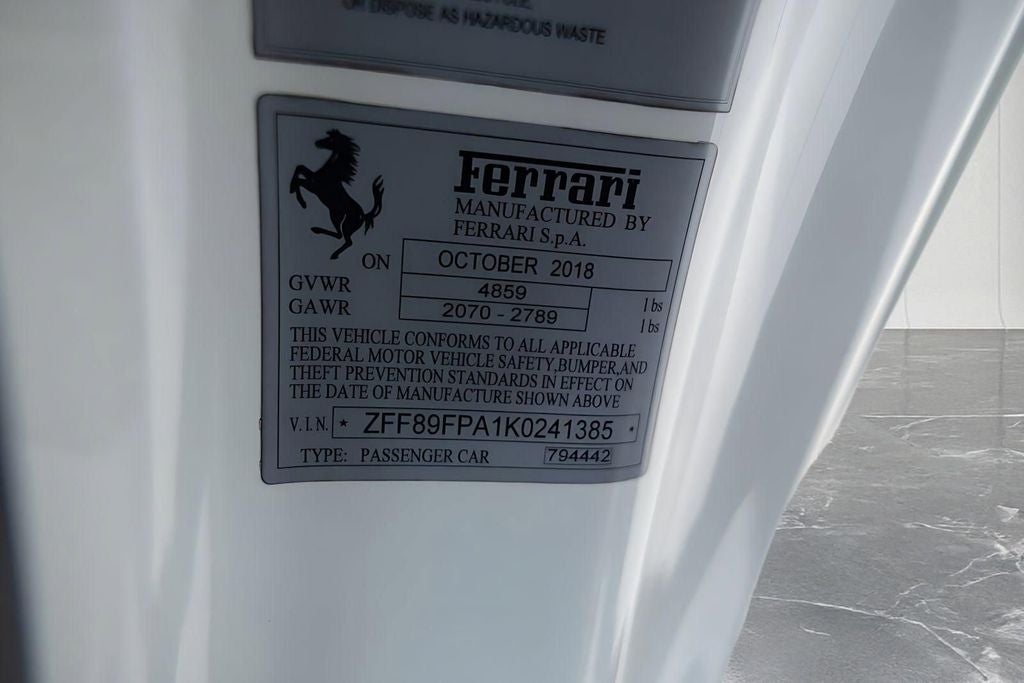 OR DISPOSE AS HAZARDOUS WASTE
Ferrari
MANUFACTURED BY
FERRARI S.p.A.
ON OCTOBER 2018
GVWR 4859 lbs
GAWR 2070 - 2789 lbs
THIS VEHICLE CONFORMS TO ALL APPLICABLE
FEDERAL MOTOR VEHICLE SAFETY,BUMPER,AND
THEFT PREVENTION STANDARDS IN EFFECT ON
THE DATE OF MANUFACTURE SHOWN ABOVE
V.I.N. * ZFF89FPA1K0241385 *
TYPE: PASSENGER CAR 794442